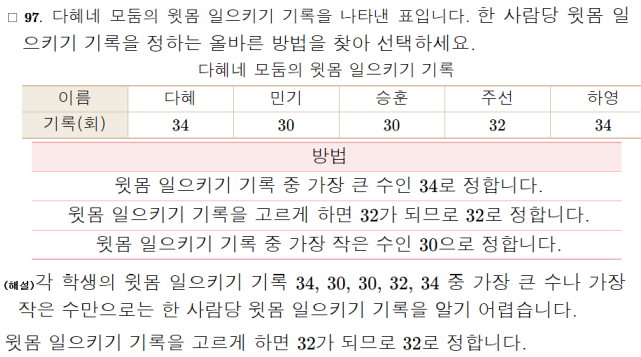 □ 97. 다혜네 모둠의 윗몸 일으키기 기록을 나타낸 표입니다. 한 사람당 윗몸 일
으키기 기록을 정하는 올바른 방법을 찾아 선택하세요.
다혜네 모둠의 윗몸 일으키기 기록
이름 다혜 민기 승훈 주선 하영
기록(회) 34 30 30 32 34
방법
윗몸 일으키기 기록 중 가장 큰 수인 34로 정합니다.
윗몸 일으키기 기록을 고르게 하면 32가 되므로 32로 정합니다.
윗몸 일으키기 기록 중 가장 작은 수인 30으로 정합니다.
(해설)각 학생의 윗몸 일으키기 기록 34, 30, 30, 32, 34 중 가장 큰 수나 가장
작은 수만으로는 한 사람당 윗몸 일으키기 기록을 알기 어렵습니다.
윗몸 일으키기 기록을 고르게 하면 32가 되므로 32로 정합니다.